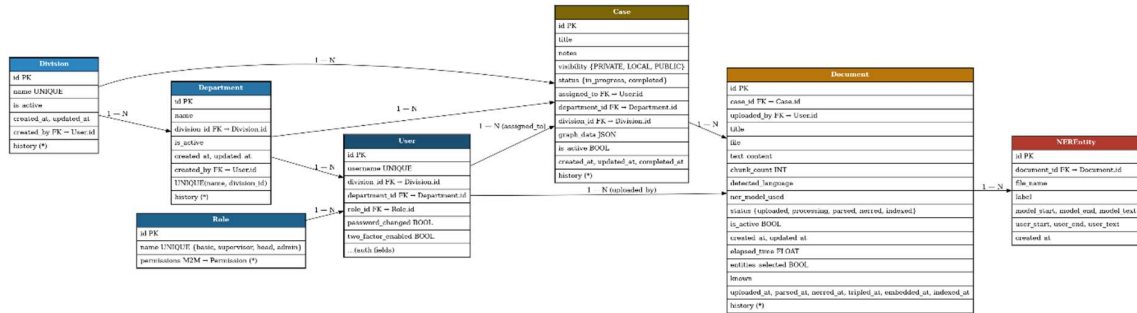 Division
id PK
name UNIQUE
is_active
created_at, updated_at
created_by FK → User.id
history (*)
1 — N
1 — N
Department
id PK
name
division_id FK → Division.id
is_active
created_at, updated_at
created_by FK → User.id
UNIQUE(name, division_id)
history (*)
1 — N
1 — N
Role
id PK
name UNIQUE {basic, supervisor, head, admin}
permissions M2M → Permission (*)
1 — N
User
id PK
username UNIQUE
division_id FK → Division.id
department_id FK → Department.id
role_id FK → Role.id
password_changed BOOL
two_factor_enabled BOOL
...(auth fields)
1 — N (assigned_to)
1 — N (uploaded by)
Case
id PK
title
notes
visibility {PRIVATE, LOCAL, PUBLIC}
status {in_progress, completed}
assigned_to FK → User.id
department_id FK → Department.id
division_id FK → Division.id
graph_data JSON
is_active BOOL
created_at, updated_at, completed_at
history (*)
1 — N
Document
id PK
case_id FK → Case.id
uploaded_by FK → User.id
title
file
text_content
chunk_count INT
detected_language
ner_model_used
status {uploaded, processing, parsed, nerred, indexed}
is_active BOOL
created_at, updated_at
elapsed_time FLOAT
entities_selected BOOL
known
uploaded_at, parsed_at, nerred_at, tripled_at, embedded_at, indexed_at
history (*)
1 — N
NEREntity
id PK
document_id FK → Document.id
file_name
label
model_start, model_end, model_text
user_start, user_end, user_text
created_at